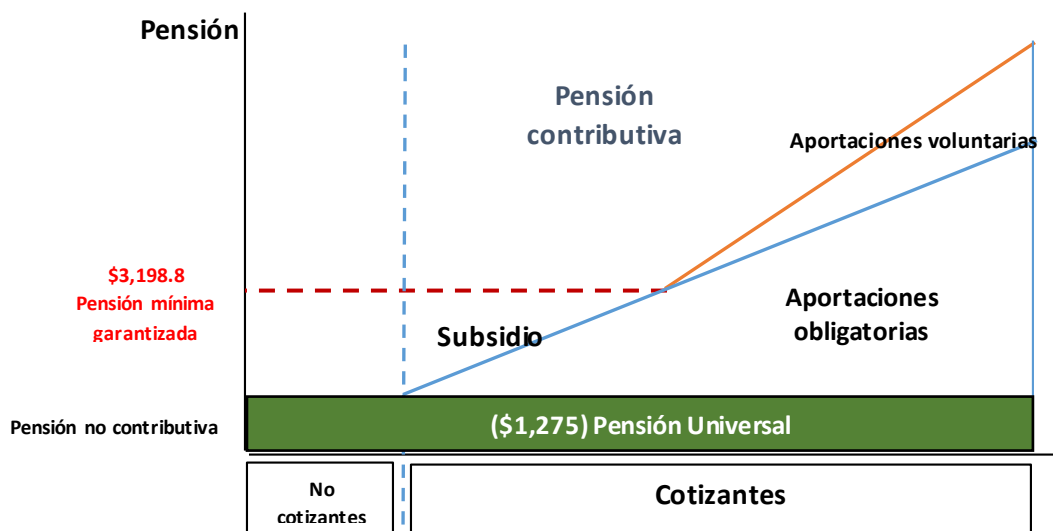 Pensión
Pensión
contributiva
Aportaciones voluntarias
$3,198.8
Pensión mínima
garantizada
Aportaciones
obligatorias
Subsidio
Pensión no contributiva
($1,275) Pensión Universal
No
cotizantes
Cotizantes